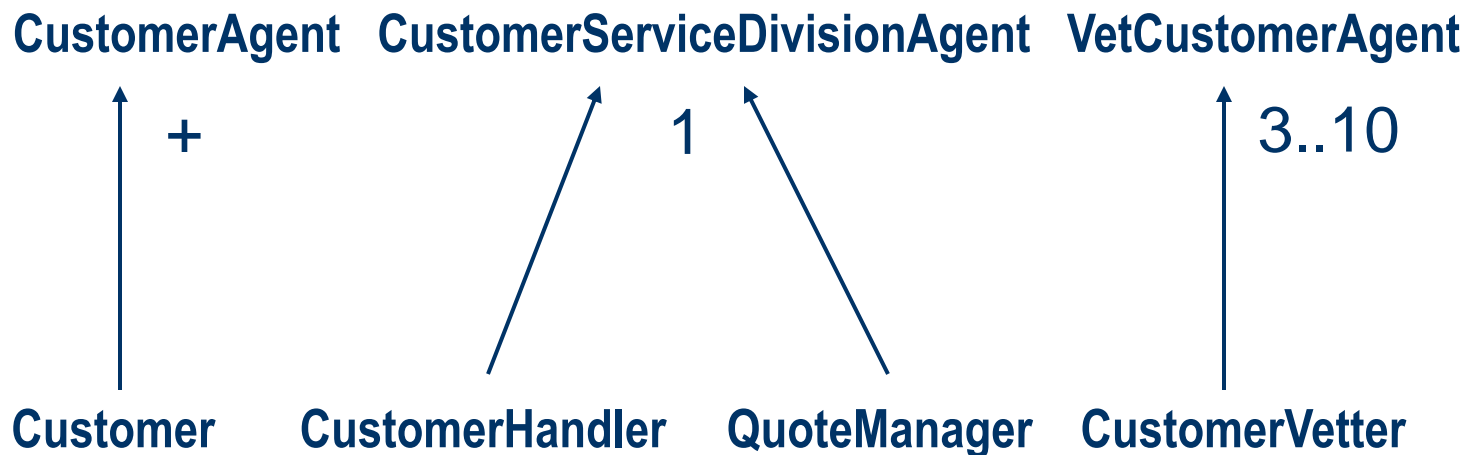 CustomerAgent CustomerServiceDivisionAgent VetCustomerAgent
+ 1 3..10
Customer CustomerHandler QuoteManager CustomerVetter